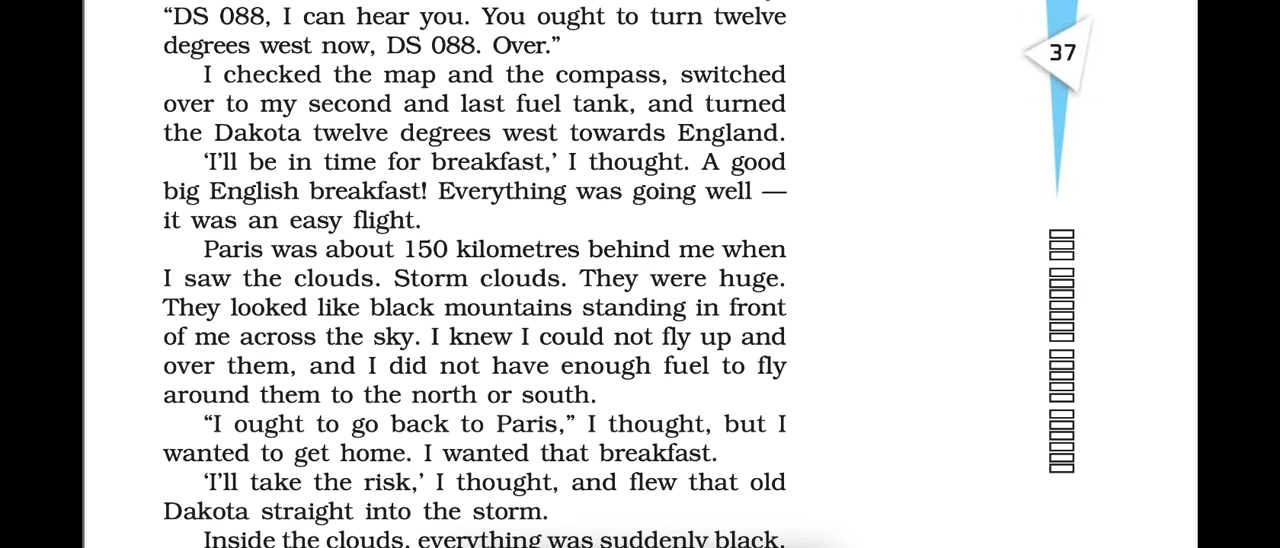 “DS 088, I can hear you. You ought to turn twelve
degrees west now, DS 088. Over.”
I checked the map and the compass, switched
over to my second and last fuel tank, and turned
the Dakota twelve degrees west towards England.
‘I’ll be in time for breakfast,’ I thought. A good
big English breakfast! Everything was going well —
it was an easy flight.
Paris was about 150 kilometres behind me when
I saw the clouds. Storm clouds. They were huge.
They looked like black mountains standing in front
of me across the sky. I knew I could not fly up and
over them, and I did not have enough fuel to fly
around them to the north or south.
“I ought to go back to Paris,” I thought, but I
wanted to get home. I wanted that breakfast.
‘I’ll take the risk,’ I thought, and flew that old
Dakota straight into the storm.
Inside the clouds, everything was suddenly black.
37